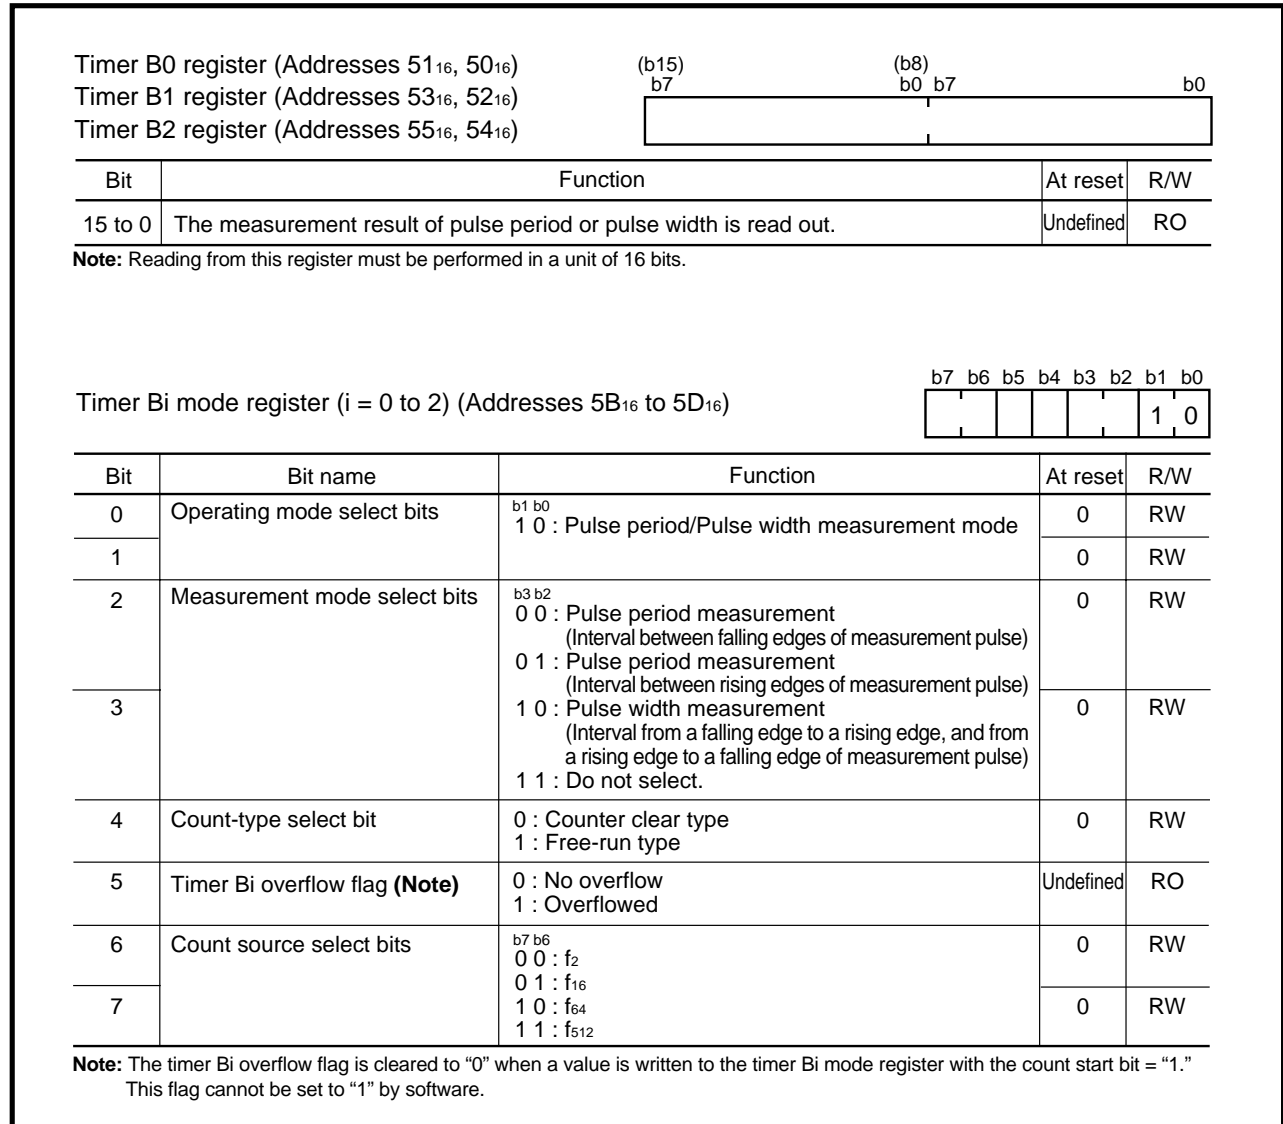 Timer B0 register (Addresses 5116, 5016)
Timer B1 register (Addresses 5316, 5216)
Timer B2 register (Addresses 5516, 5416)
(b15) (b8)
b7 b0 b7 b0
Bit Function At reset R/W
15 to 0 The measurement result of pulse period or pulse width is read out. Undefined RO
Note: Reading from this register must be performed in a unit of 16 bits.
b7 b6 b5 b4 b3 b2 b1 b0
Timer Bi mode register (i = 0 to 2) (Addresses 5B16 to 5D16)
1 0
Bit Bit name Function At reset R/W
0 Operating mode select bits b1 b0 0 RW
1 0 : Pulse period/Pulse width measurement mode
1 0 RW
2 Measurement mode select bits b3 b2 0 RW
0 0 : Pulse period measurement
(Interval between falling edges of measurement pulse)
0 1 : Pulse period measurement
(Interval between rising edges of measurement pulse)
3 1 0 : Pulse width measurement 0 RW
(Interval from a falling edge to a rising edge, and from
a rising edge to a falling edge of measurement pulse)
1 1 : Do not select.
4 Count-type select bit 0 : Counter clear type 0 RW
1 : Free-run type
5 Timer Bi overflow flag (Note) 0 : No overflow Undefined RO
1 : Overflowed
6 Count source select bits b7 b6 0 RW
0 0 : f2
0 1 : f16
7 1 0 : f64 0 RW
1 1 : f512
Note: The timer Bi overflow flag is cleared to “0” when a value is written to the timer Bi mode register with the count start bit = “1.”
This flag cannot be set to “1” by software.